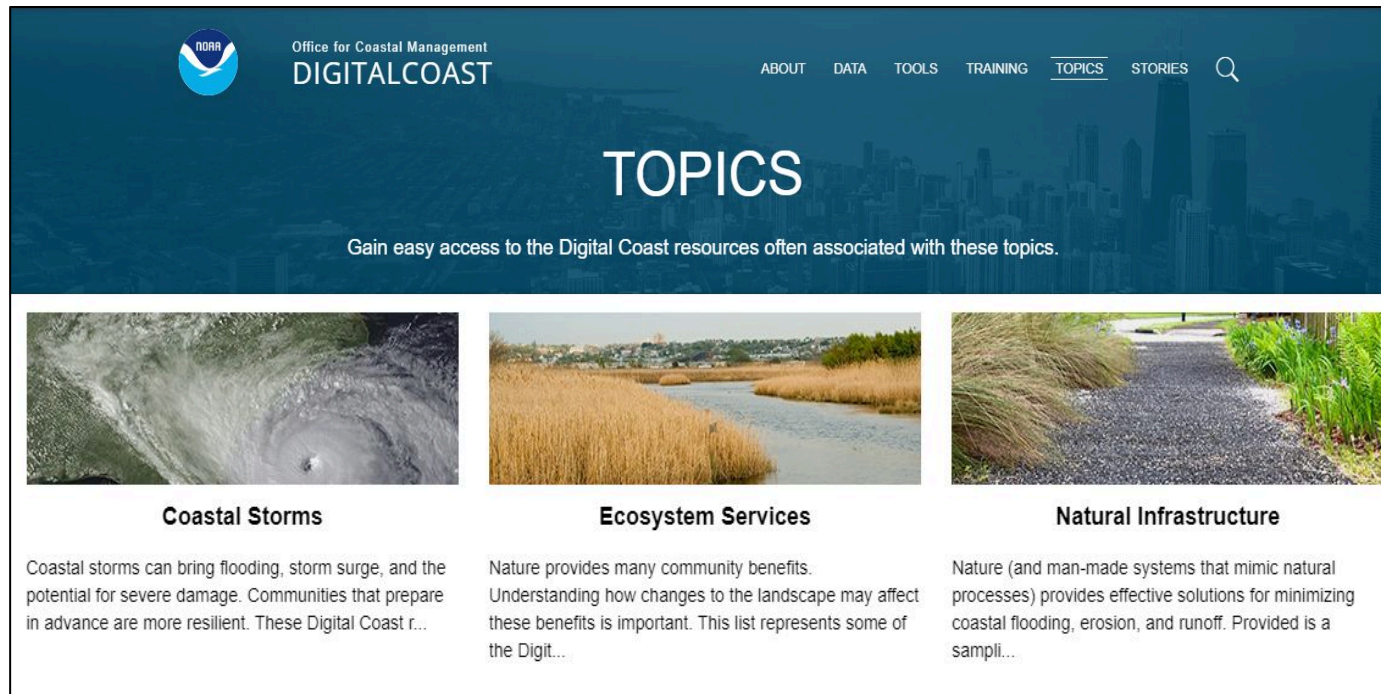 NOAA
Office for Coastal Management
DIGITALCOAST
ABOUT DATA TOOLS TRAINING TOPICS STORIES
TOPICS
Gain easy access to the Digital Coast resources often associated with these topics.
Coastal Storms
Coastal storms can bring flooding, storm surge, and the
potential for severe damage. Communities that prepare
in advance are more resilient. These Digital Coast r...
Ecosystem Services
Nature provides many community benefits.
Understanding how changes to the landscape may affect
these benefits is important. This list represents some of
the Digit...
Natural Infrastructure
Nature (and man-made systems that mimic natural
processes) provides effective solutions for minimizing
coastal flooding, erosion, and runoff. Provided is a
sampli...